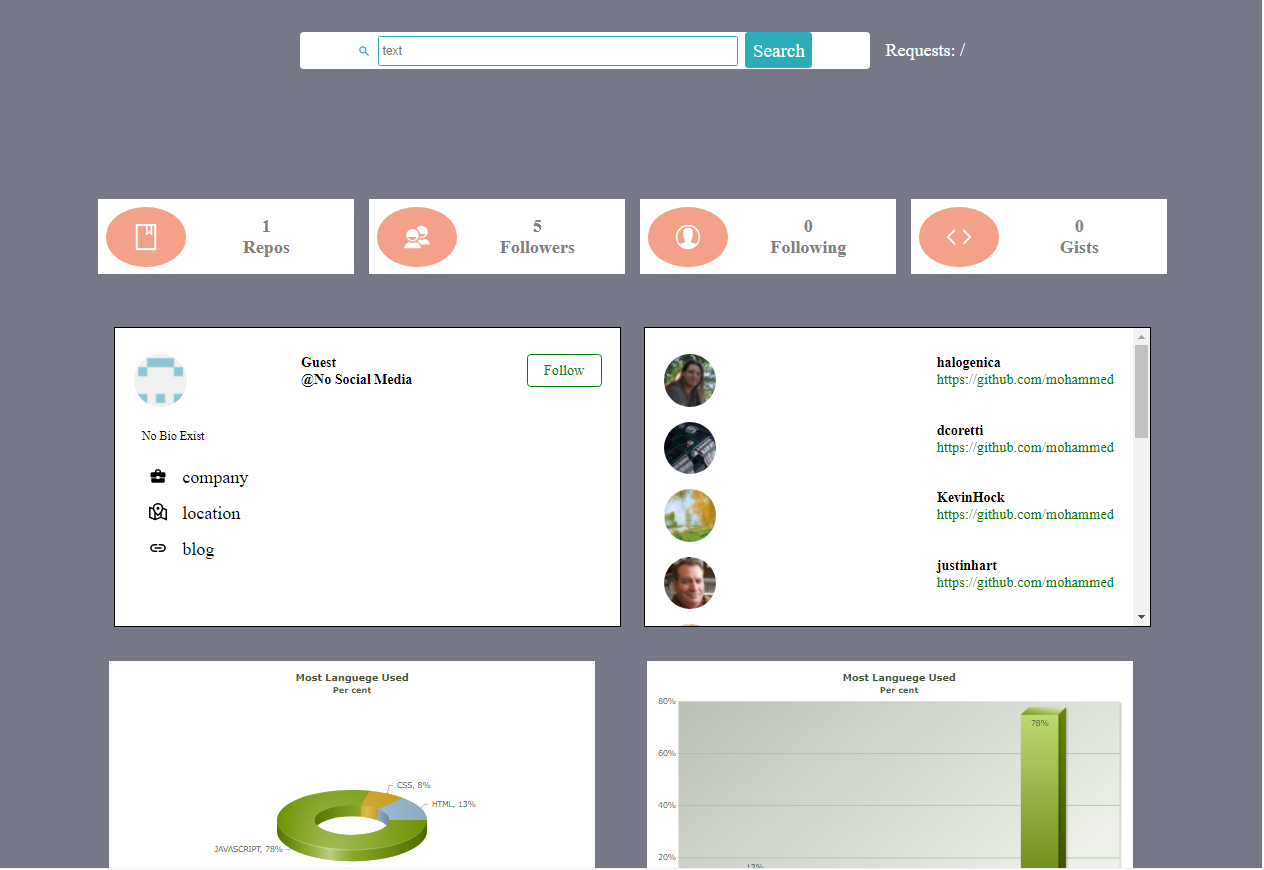 text
Search
Requests: /
1
Repos
5
Followers
0
Following
0
Gists
Guest
@No Social Media
Follow
No Bio Exist
company
location
blog
halogenica
https://github.com/mohammed
dcoretti
https://github.com/mohammed
KevinHock
https://github.com/mohammed
justinhart
https://github.com/mohammed
Most Languege Used
Per cent
CSS, 8%
HTML, 13%
JAVASCRIPT, 78%
Most Languege Used
Per cent
80%
78%
60%
40%
20%
13%